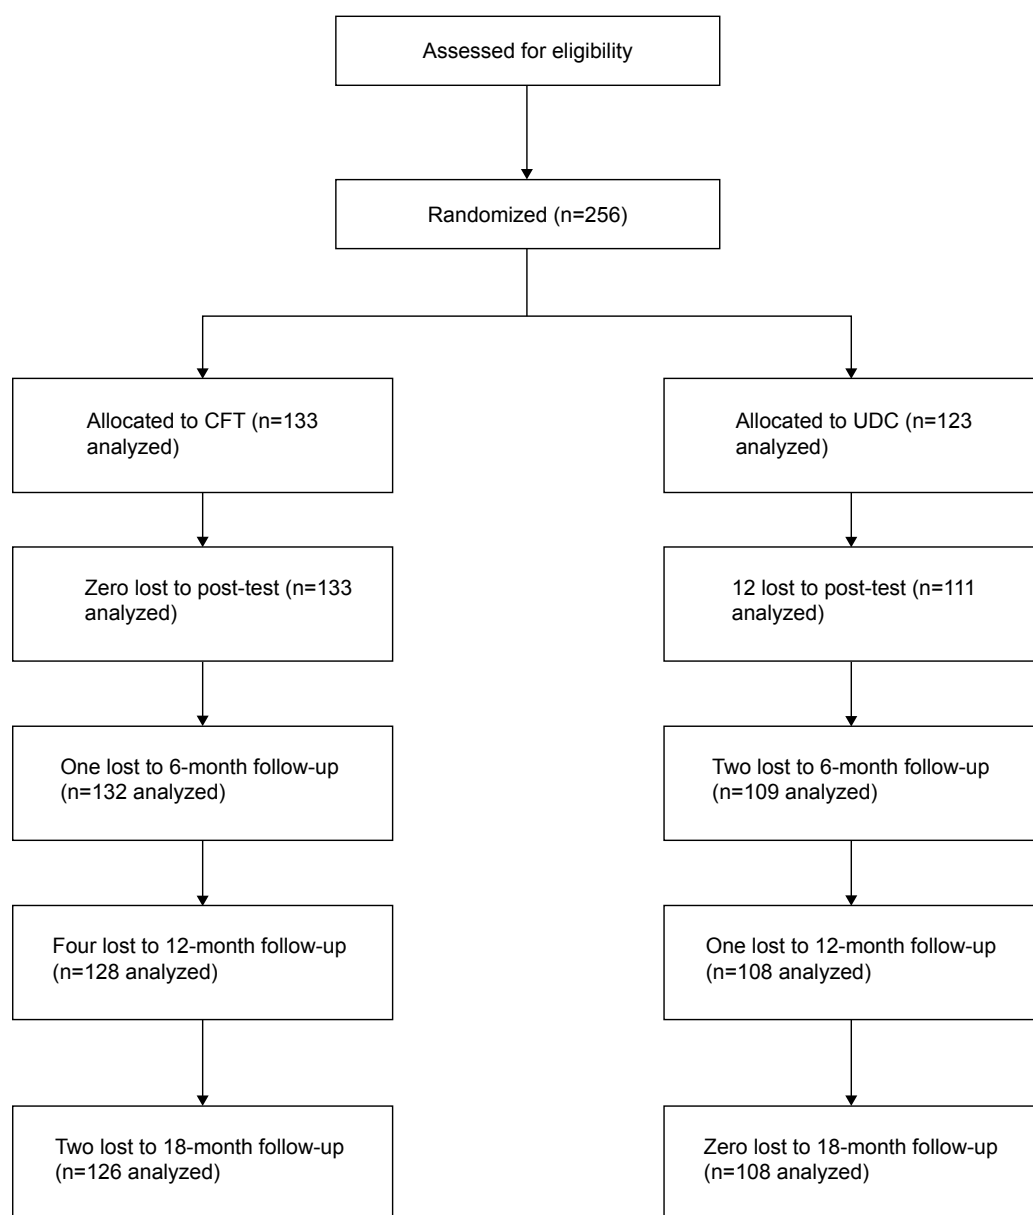 Assessed for eligibility
Randomized (n=256)
Allocated to CFT (n=133
analyzed)
Allocated to UDC (n=123
analyzed)
Zero lost to post-test (n=133
analyzed)
12 lost to post-test (n=111
analyzed)
One lost to 6-month follow-up
(n=132 analyzed)
Two lost to 6-month follow-up
(n=109 analyzed)
Four lost to 12-month follow-up
(n=128 analyzed)
One lost to 12-month follow-up
(n=108 analyzed)
Two lost to 18-month follow-up
(n=126 analyzed)
Zero lost to 18-month follow-up
(n=108 analyzed)